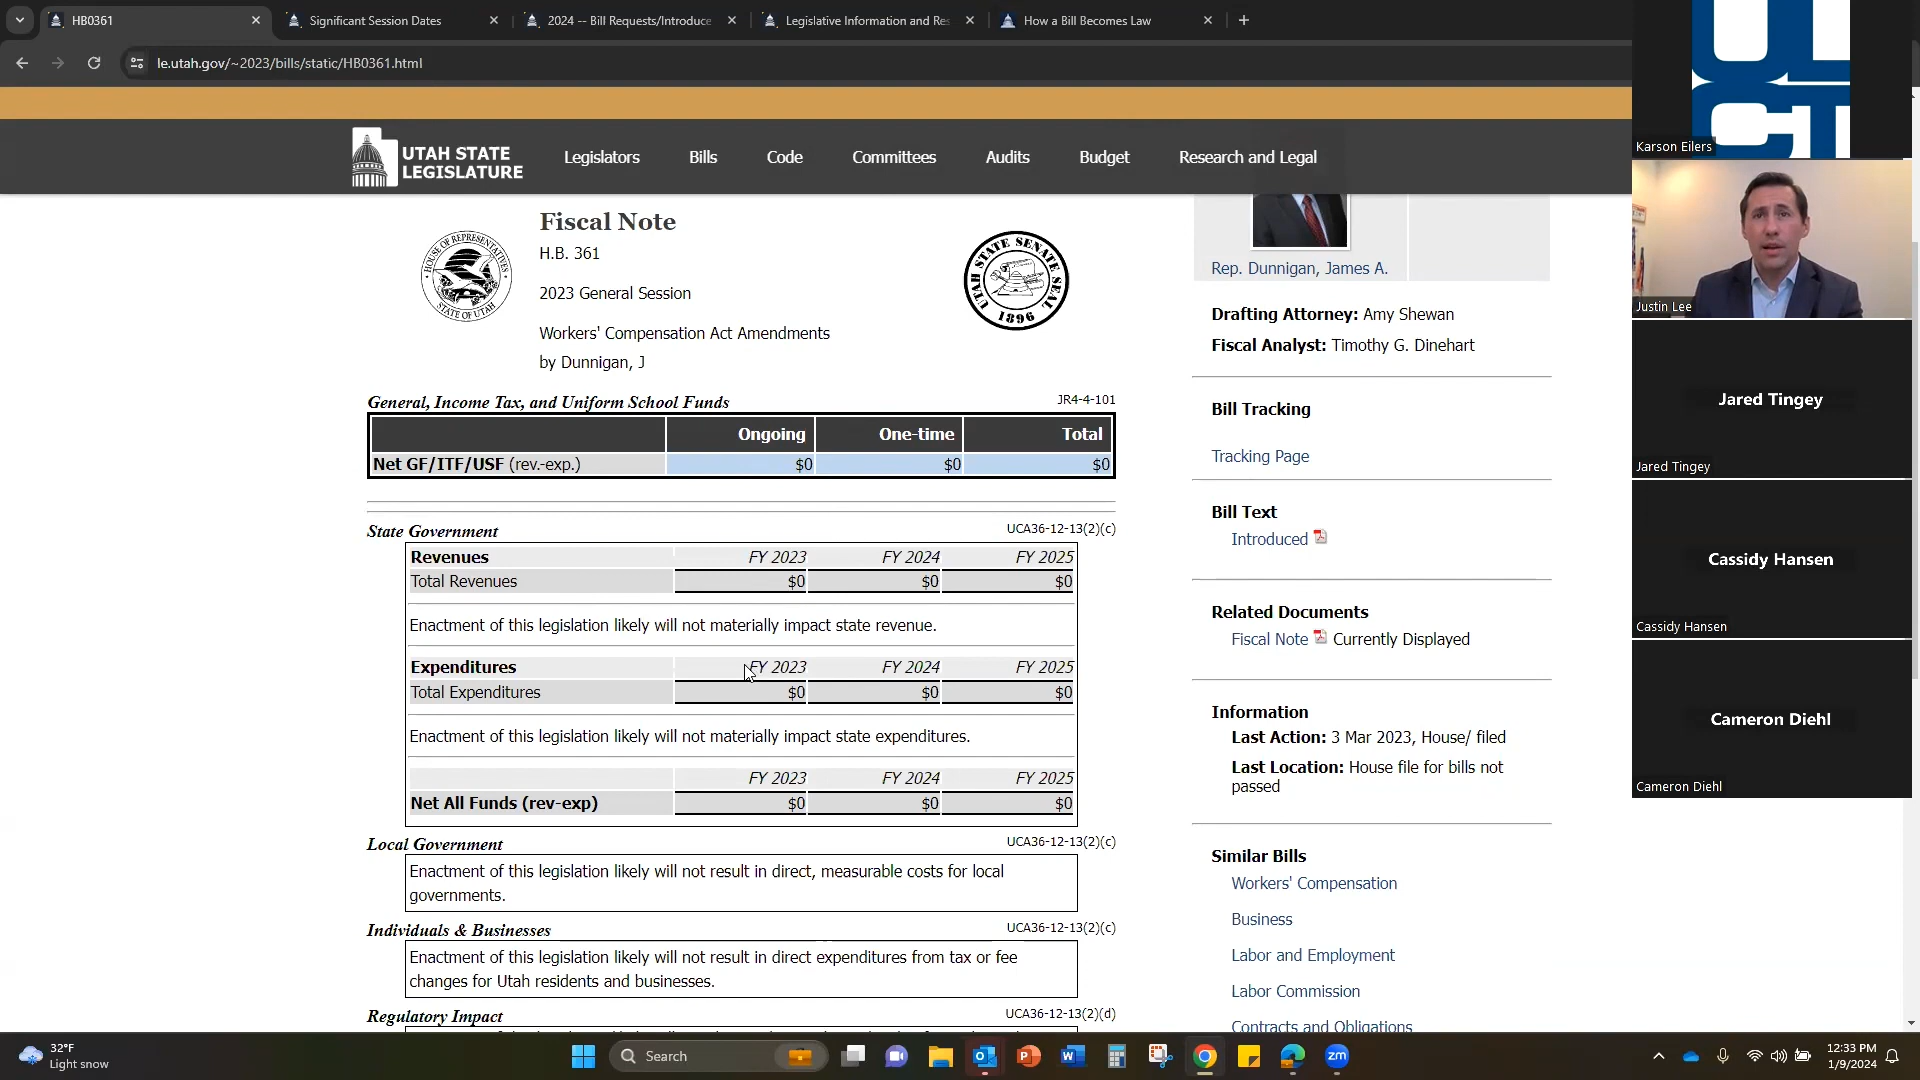 HB0361
Significant Session Dates
2024 -- Bill Requests/Introduce
Legislative Information and Res
How a Bill Becomes Law
le.utah.gov/~2023/bills/static/HB0361.html
UTAH STATE
LEGISLATURE
Legislators
Bills
Code
Committees
Audits
Budget
Research and Legal
Fiscal Note
H.B. 361
2023 General Session
Workers' Compensation Act Amendments
by Dunnigan, J
HOUSE OF REPRESENTATIVES
STATE OF UTAH
UTAH STATE SENATE SEAL
1896
General, Income Tax, and Uniform School Funds JR4-4-101
Ongoing One-time Total
Net GF/ITF/USF (rev.-exp.) $0 $0 $0
State Government UCA36-12-13(2)(c)
Revenues FY 2023 FY 2024 FY 2025
Total Revenues $0 $0 $0
Enactment of this legislation likely will not materially impact state revenue.
Expenditures FY 2023 FY 2024 FY 2025
Total Expenditures $0 $0 $0
Enactment of this legislation likely will not materially impact state expenditures.
FY 2023 FY 2024 FY 2025
Net All Funds (rev-exp) $0 $0 $0
Local Government UCA36-12-13(2)(c)
Enactment of this legislation likely will not result in direct, measurable costs for local
governments.
Individuals & Businesses UCA36-12-13(2)(c)
Enactment of this legislation likely will not result in direct expenditures from tax or fee
changes for Utah residents and businesses.
Regulatory Impact UCA36-12-13(2)(d)
Rep. Dunnigan, James A.
Drafting Attorney: Amy Shewan
Fiscal Analyst: Timothy G. Dinehart
Bill Tracking
Tracking Page
Bill Text
Introduced
Related Documents
Fiscal Note Currently Displayed
Information
Last Action: 3 Mar 2023, House/ filed
Last Location: House file for bills not
passed
Similar Bills
Workers' Compensation
Business
Labor and Employment
Labor Commission
Contracts and Obligations
Karson Eilers
Justin Lee
Jared Tingey
Jared Tingey
Cassidy Hansen
Cassidy Hansen
Cameron Diehl
Cameron Diehl
32°F
Light snow
Search
zm
12:33 PM
1/9/2024